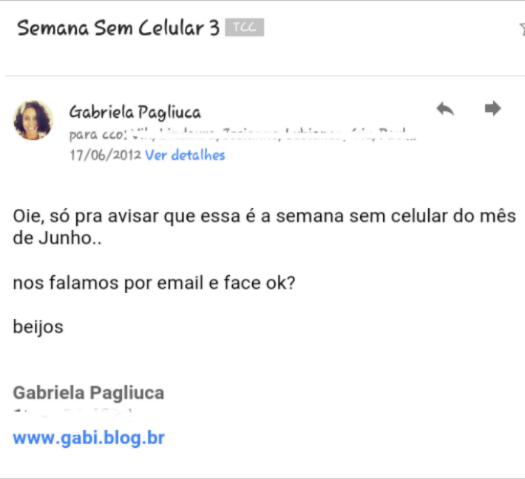 Semana Sem Celular 3 TCC
Gabriela Pagliuca
para cco:
17/06/2012 Ver detalhes
Oie, só pra avisar que essa é a semana sem celular do mês
de Junho..
nos falamos por email e face ok?
beijos
Gabriela Pagliuca
www.gabi.blog.br